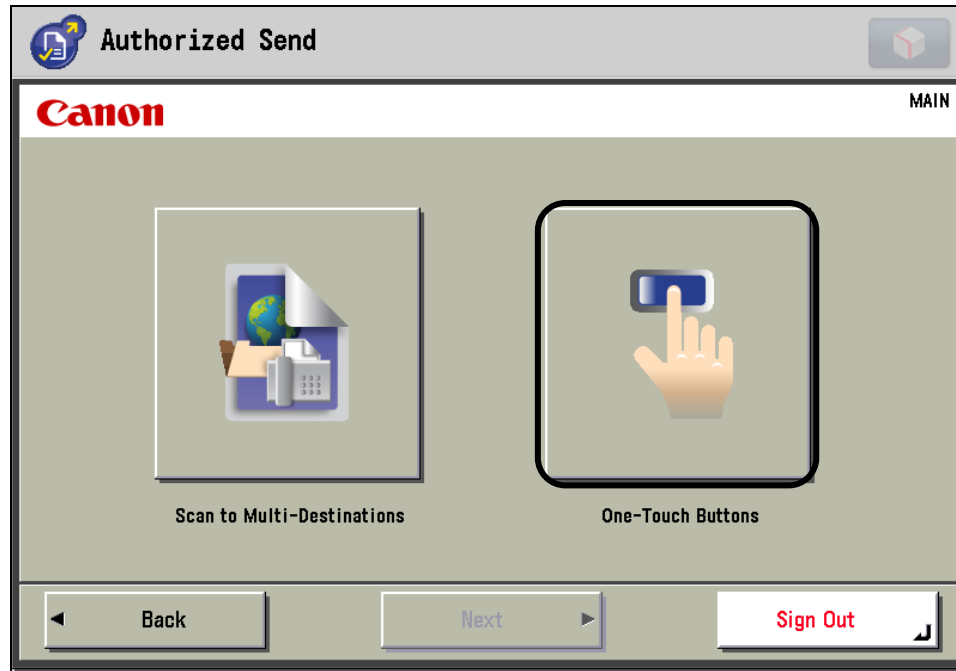 Authorized Send
Canon
MAIN
Scan to Multi-Destinations
One-Touch Buttons
Back
Next
Sign Out